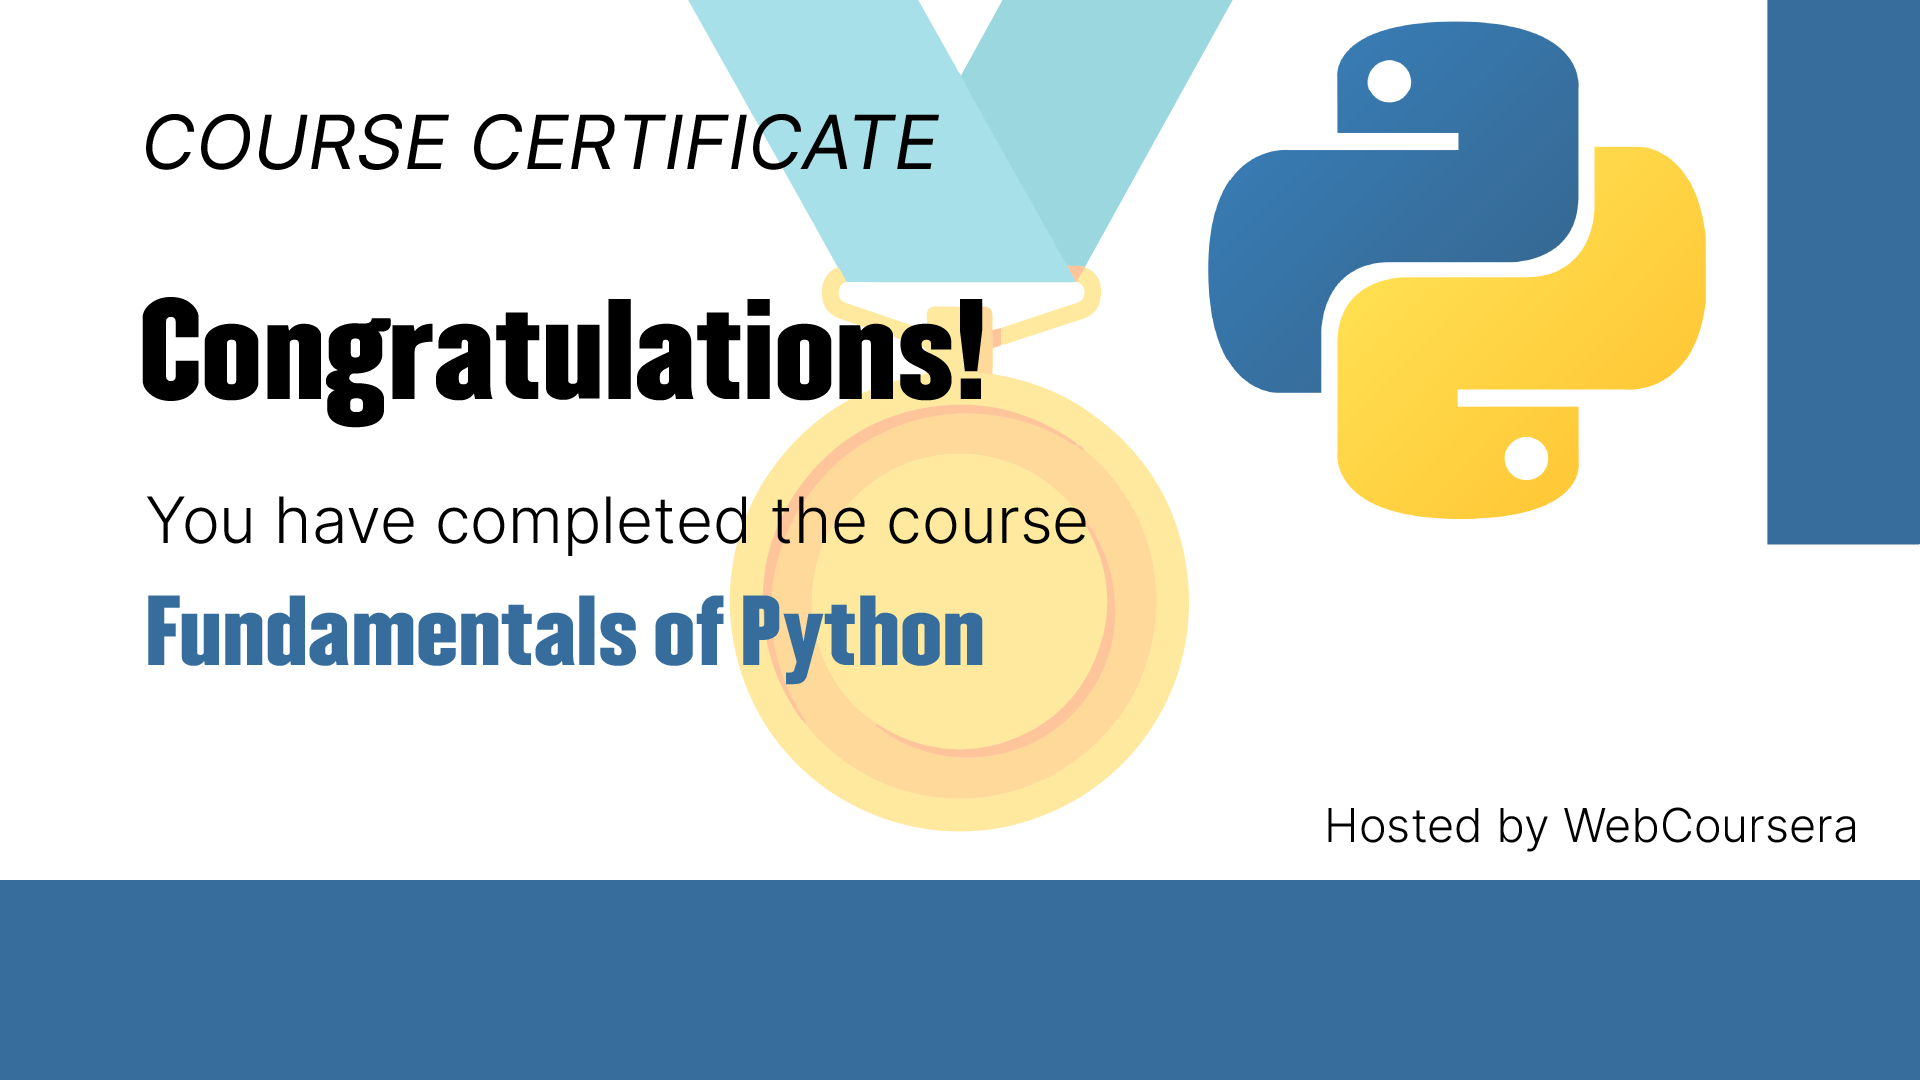 COURSE CERTIFICATE
Congratulations!
You have completed the course
Fundamentals of Python
Hosted by WebCoursera